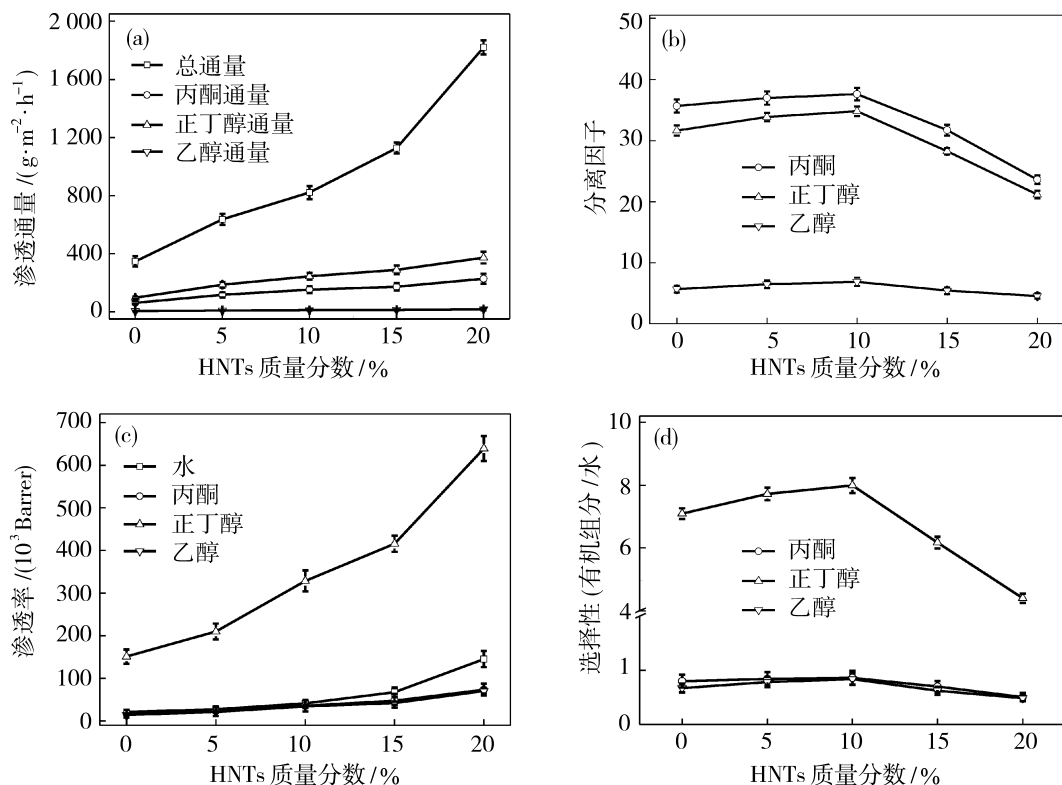 (a)
总通量
丙酮通量
正丁醇通量
乙醇通量
渗透通量/(g·m⁻²·h⁻¹)
2 000
1 600
1 200
800
400
0
0 5 10 15 20
HNTs 质量分数/%
(b)
丙酮
正丁醇
乙醇
分离因子
50
40
30
20
10
0
0 5 10 15 20
HNTs 质量分数/%
(c)
水
丙酮
正丁醇
乙醇
渗透率/(10³Barrer)
700
600
500
400
300
200
100
0
0 5 10 15 20
HNTs 质量分数/%
(d)
丙酮
正丁醇
乙醇
选择性(有机组分/水)
10
8
6
4
1
0
0 5 10 15 20
HNTs 质量分数/%